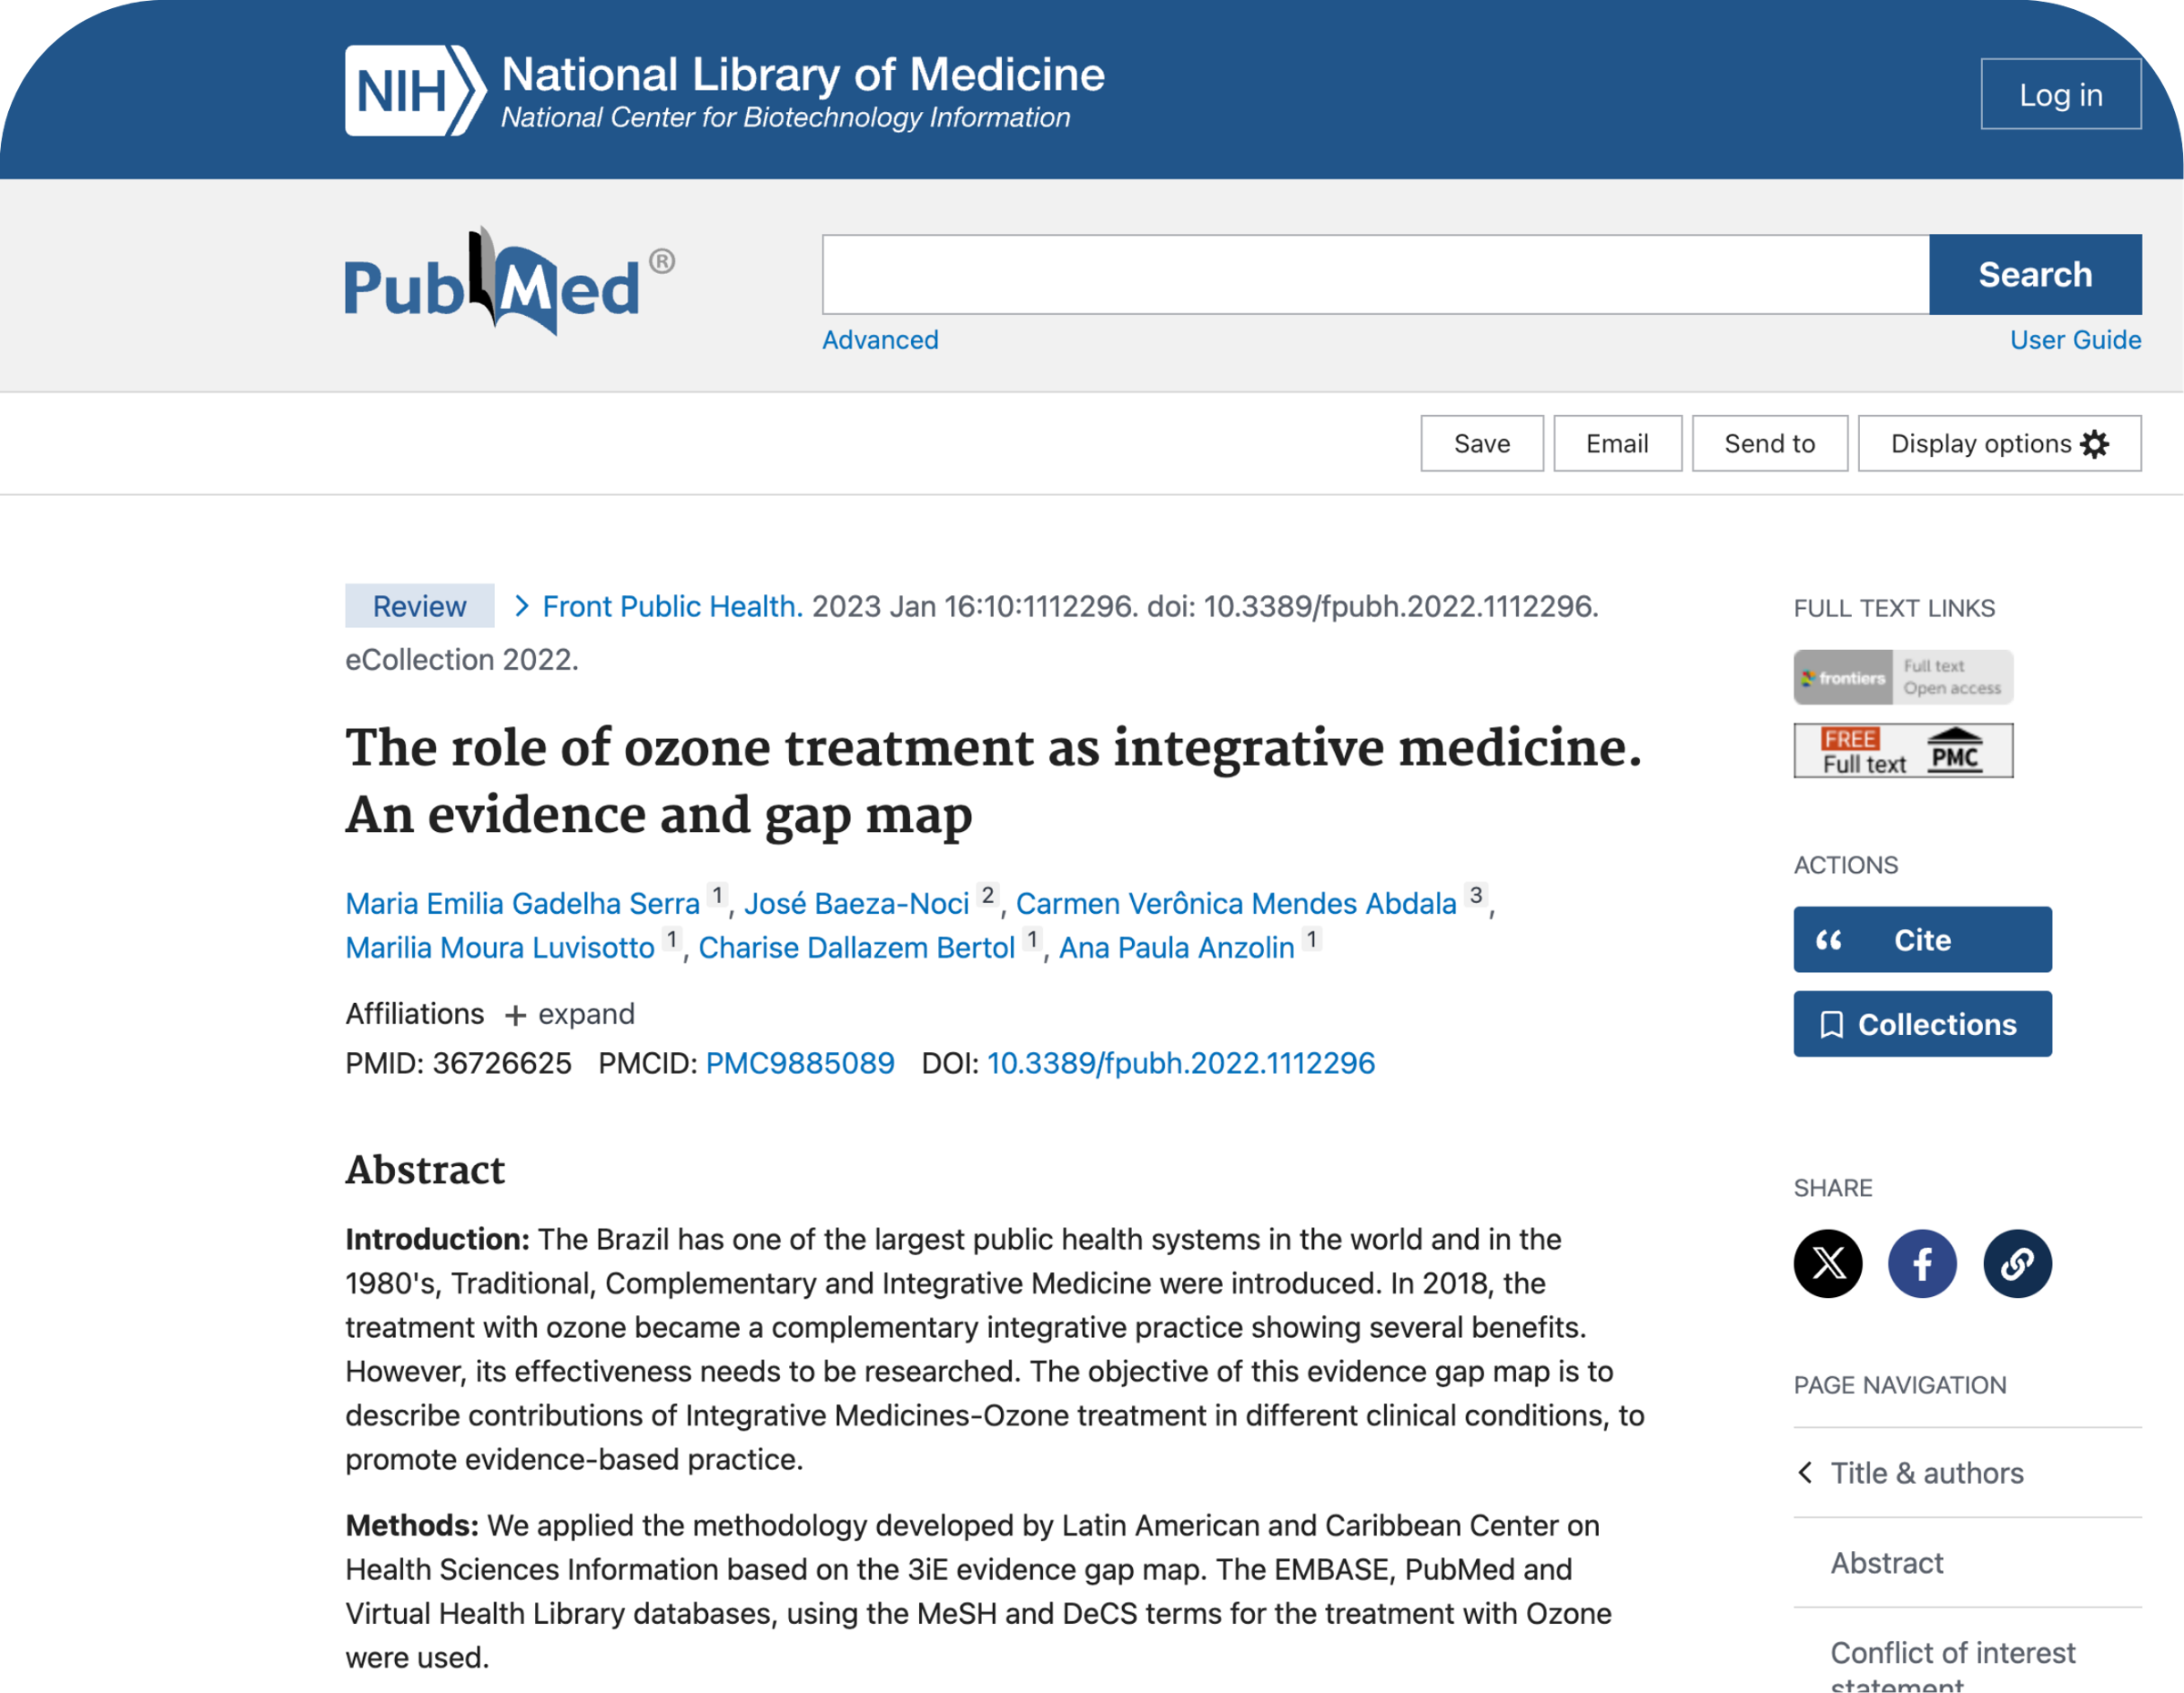 NIH National Library of Medicine
National Center for Biotechnology Information
Log in
PubMed®
Search
Advanced
User Guide
Save
Email
Send to
Display options
Review > Front Public Health. 2023 Jan 16:10:1112296. doi: 10.3389/fpubh.2022.1112296.
eCollection 2022.
The role of ozone treatment as integrative medicine.
An evidence and gap map
Maria Emilia Gadelha Serra 1, José Baeza-Noci 2, Carmen Verônica Mendes Abdala 3,
Marilia Moura Luvisotto 1, Charise Dallazem Bertol 1, Ana Paula Anzolin 1
Affiliations + expand
PMID: 36726625 PMCID: PMC9885089 DOI: 10.3389/fpubh.2022.1112296
Abstract
Introduction: The Brazil has one of the largest public health systems in the world and in the
1980's, Traditional, Complementary and Integrative Medicine were introduced. In 2018, the
treatment with ozone became a complementary integrative practice showing several benefits.
However, its effectiveness needs to be researched. The objective of this evidence gap map is to
describe contributions of Integrative Medicines-Ozone treatment in different clinical conditions, to
promote evidence-based practice.
Methods: We applied the methodology developed by Latin American and Caribbean Center on
Health Sciences Information based on the 3iE evidence gap map. The EMBASE, PubMed and
Virtual Health Library databases, using the MeSH and DeCS terms for the treatment with Ozone
were used.
FULL TEXT LINKS
frontiers
Full text
Open access
FREE
Full text
PMC
ACTIONS
Cite
Collections
SHARE
PAGE NAVIGATION
Title & authors
Abstract
Conflict of interest
statement